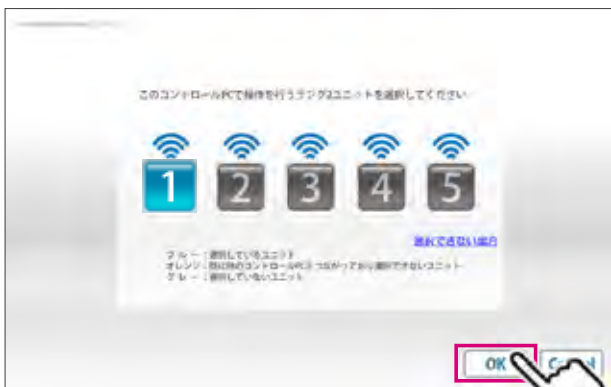 このコントロールPCで操作を行うラジグ2ユニットを選択してください
1 2 3 4 5
選択できない場合
ブルー：選択しているユニット
オレンジ：既に他のコントロールPCと つながっており選択できないユニット
グレー：選択していないユニット
OK